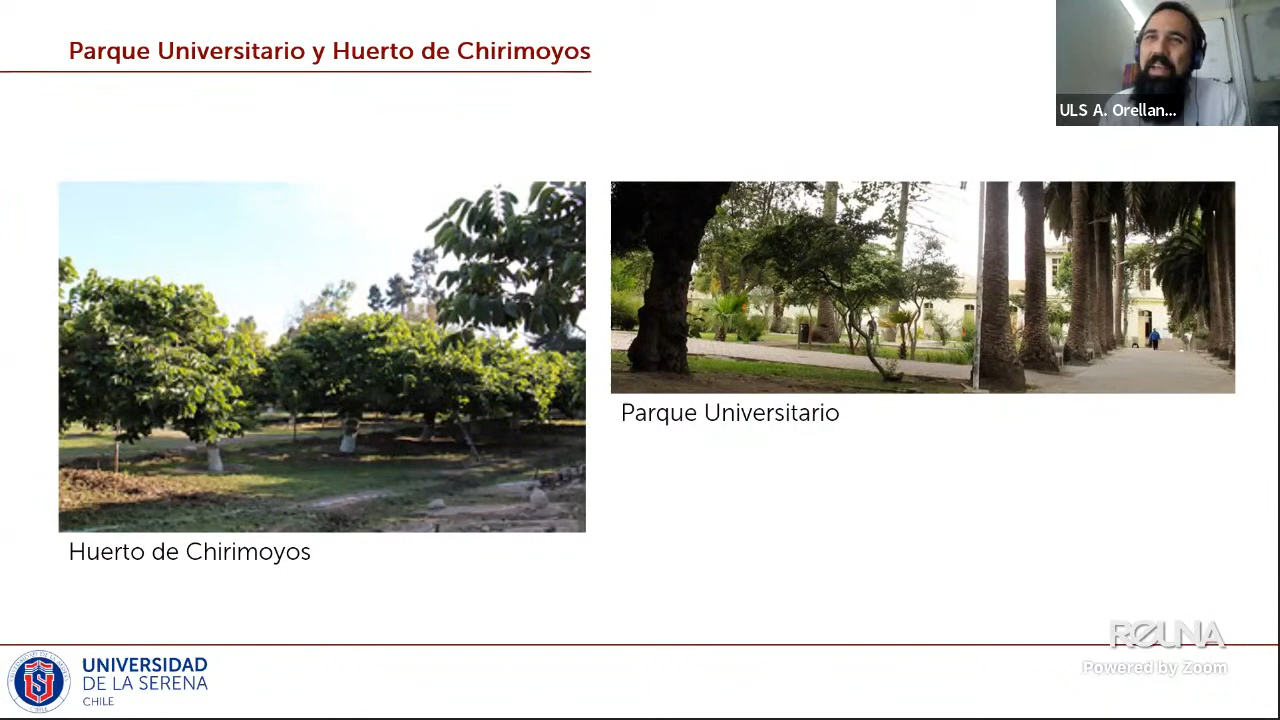 Parque Universitario y Huerto de Chirimoyos
ULS A. Orellan...
Parque Universitario
Huerto de Chirimoyos
REUNA
Powered by Zoom
UNIVERSIDAD
DE LA SERENA
CHILE